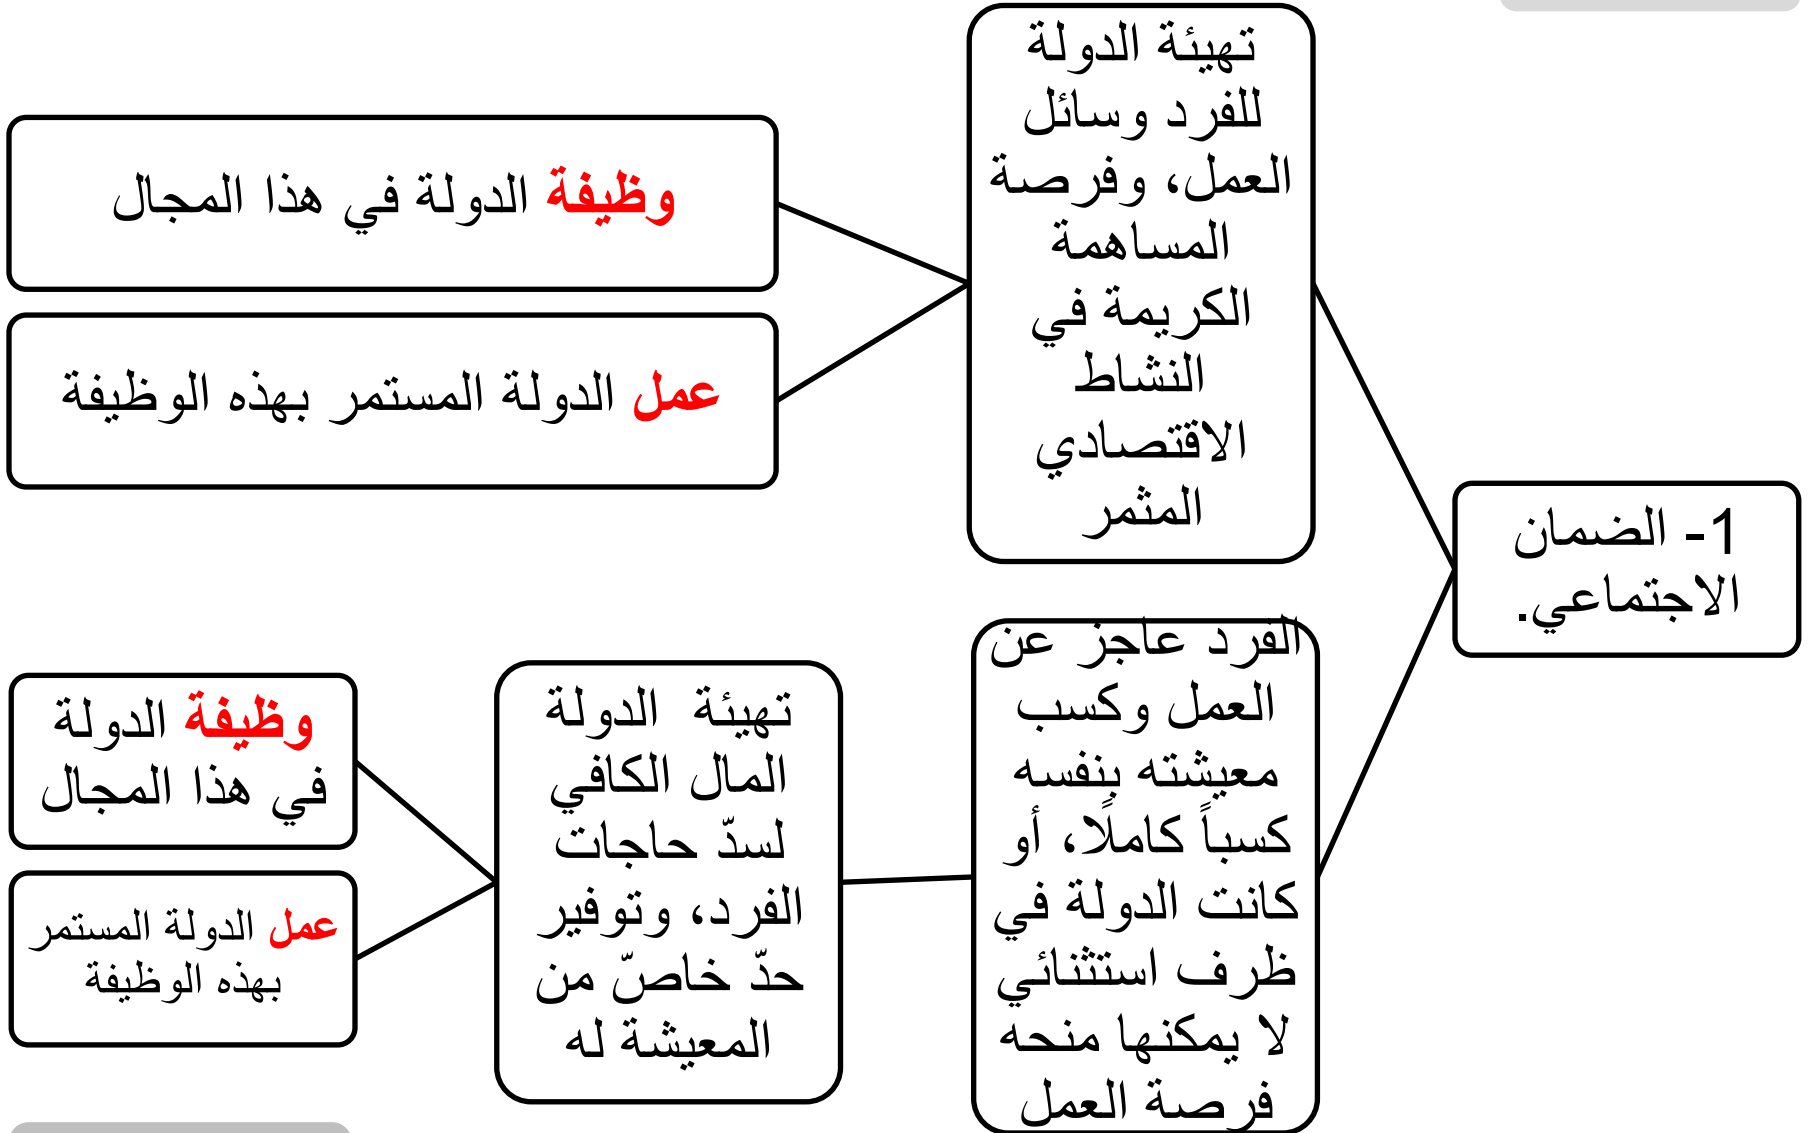 1- الضمان
الاجتماعي.
تهيئة الدولة
للفرد وسائل
العمل، وفرصة
المساهمة
الكريمة في
النشاط
الاقتصادي
المثمر
وظيفة الدولة في هذا المجال
عمل الدولة المستمر بهذه الوظيفة
الفرد عاجز عن
العمل وكسب
معيشته بنفسه
كسباً كاملًا، أو
كانت الدولة في
ظرف استثنائي
لا يمكنها منحه
فرصة العمل
تهيئة الدولة
المال الكافي
لسدّ حاجات
الفرد، وتوفير
حدّ خاصّ من
المعيشة له
وظيفة الدولة
في هذا المجال
عمل الدولة المستمر
بهذه الوظيفة